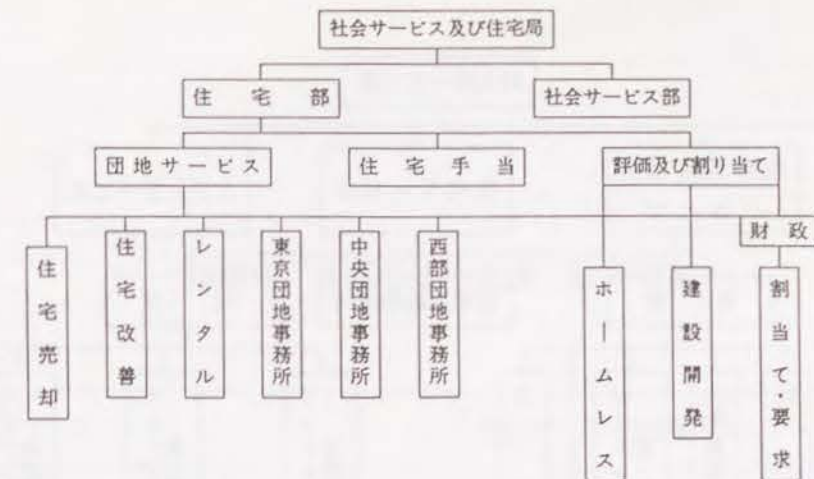 社会サービス及び住宅局
住宅部
社会サービス部
団地サービス
住宅手当
評価及び割り当て
財政
住宅売却
住宅改善
レンタル
東京団地事務所
中央団地事務所
西部団地事務所
ホームレス
建設開発
割当て・要求